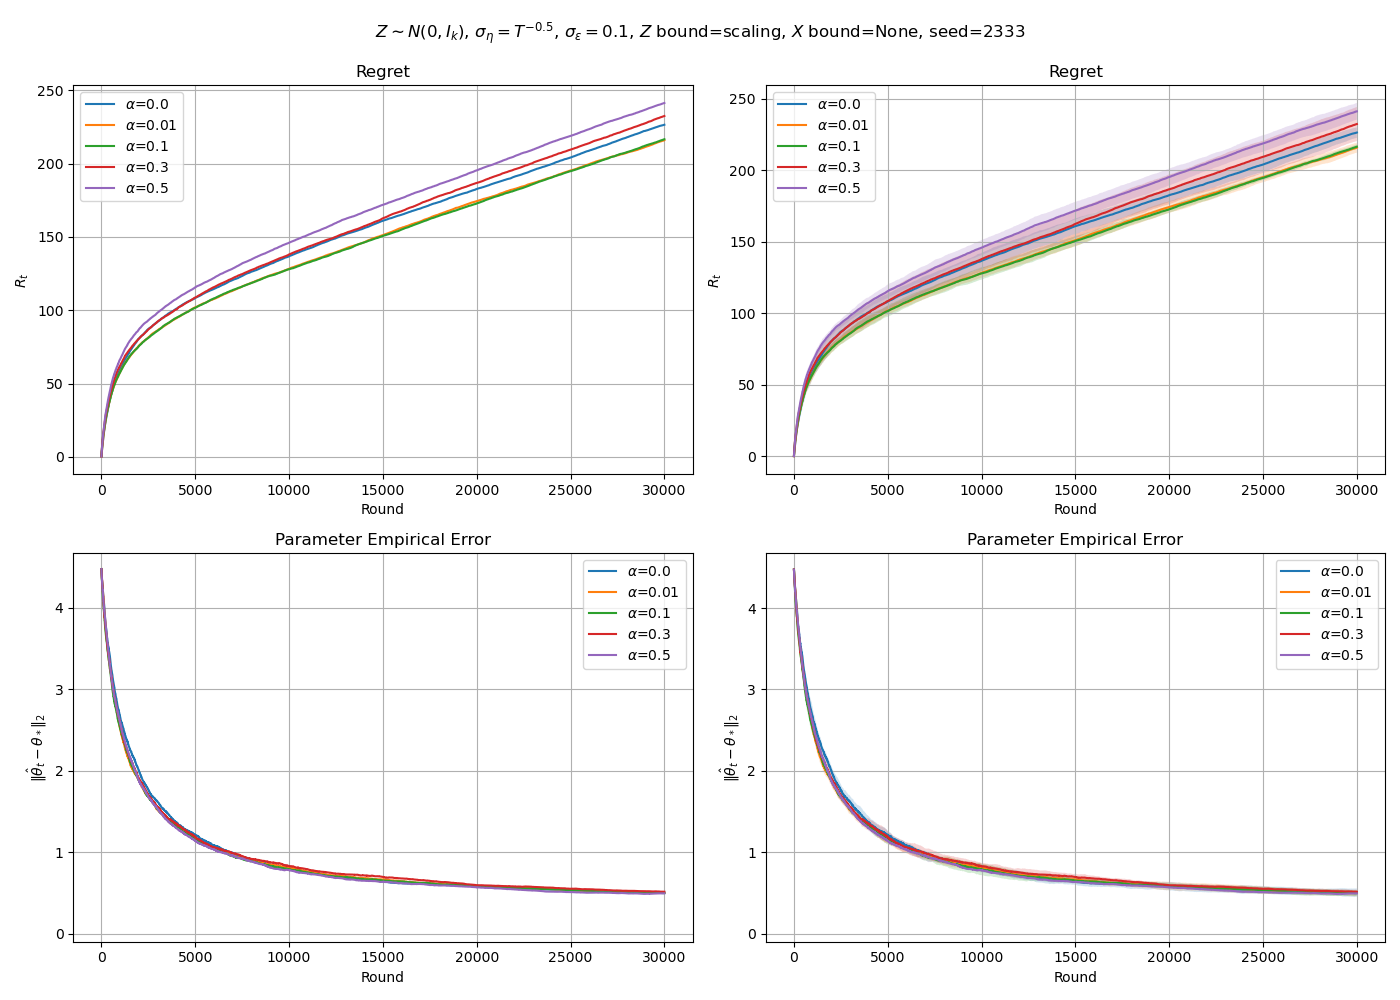 Z ∼ N(0, I_k), σ_η = T^{−0.5}, σ_ε = 0.1, Z bound=scaling, X bound=None, seed=2333
Regret
250
200
150
100
50
0
R_t
α=0.0
α=0.01
α=0.1
α=0.3
α=0.5
0 5000 10000 15000 20000 25000 30000
Round
Regret
250
200
150
100
50
0
R_t
α=0.0
α=0.01
α=0.1
α=0.3
α=0.5
0 5000 10000 15000 20000 25000 30000
Round
Parameter Empirical Error
4
3
2
1
0
‖θ̂_t − θ_*‖_2
α=0.0
α=0.01
α=0.1
α=0.3
α=0.5
0 5000 10000 15000 20000 25000 30000
Round
Parameter Empirical Error
4
3
2
1
0
‖θ̂_t − θ_*‖_2
α=0.0
α=0.01
α=0.1
α=0.3
α=0.5
0 5000 10000 15000 20000 25000 30000
Round